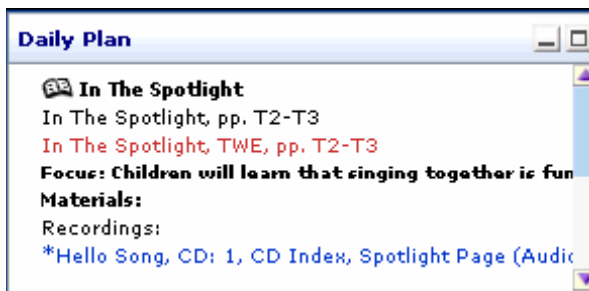 Daily Plan
In The Spotlight
In The Spotlight, pp. T2-T3
In The Spotlight, TWE, pp. T2-T3
Focus: Children will learn that singing together is fun
Materials:
Recordings:
*Hello Song, CD: 1, CD Index, Spotlight Page (Audio